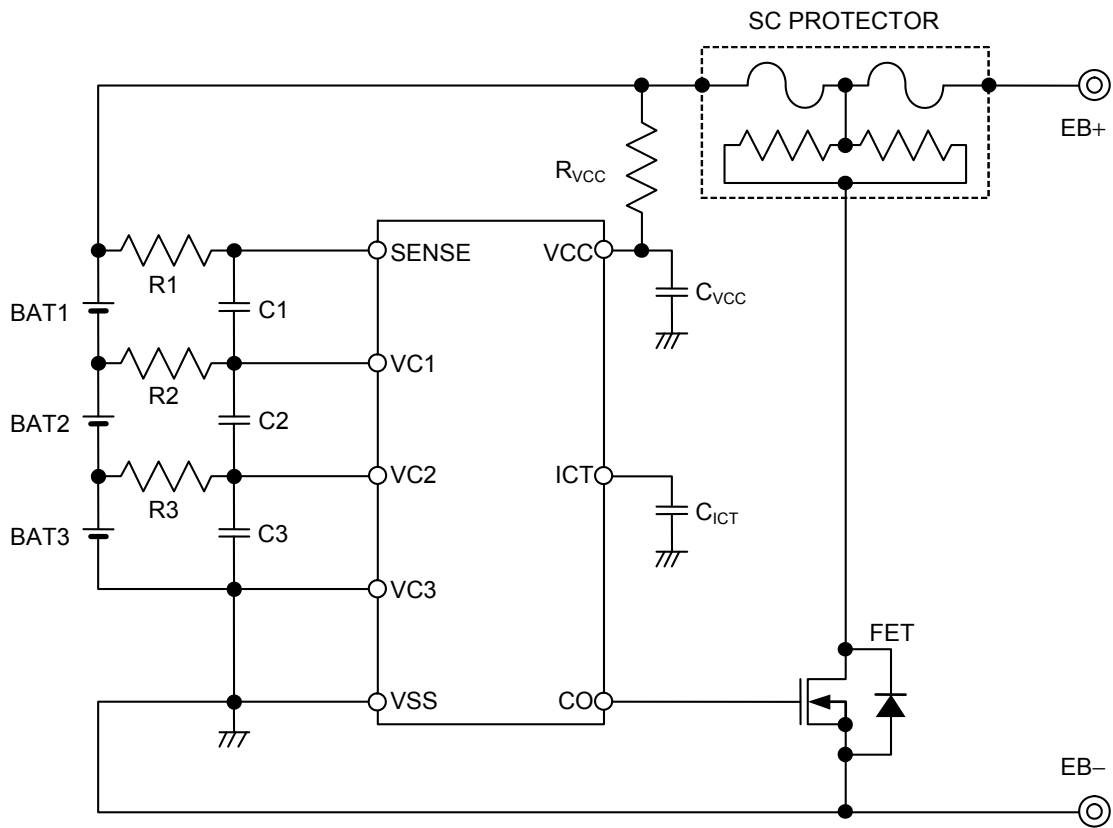 SC PROTECTOR
EB+
RVCC
SENSE
VCC
R1
BAT1
C1
CVCC
VC1
R2
BAT2
C2
VC2
ICT
R3
BAT3
C3
CICT
VC3
FET
VSS
CO
EB−